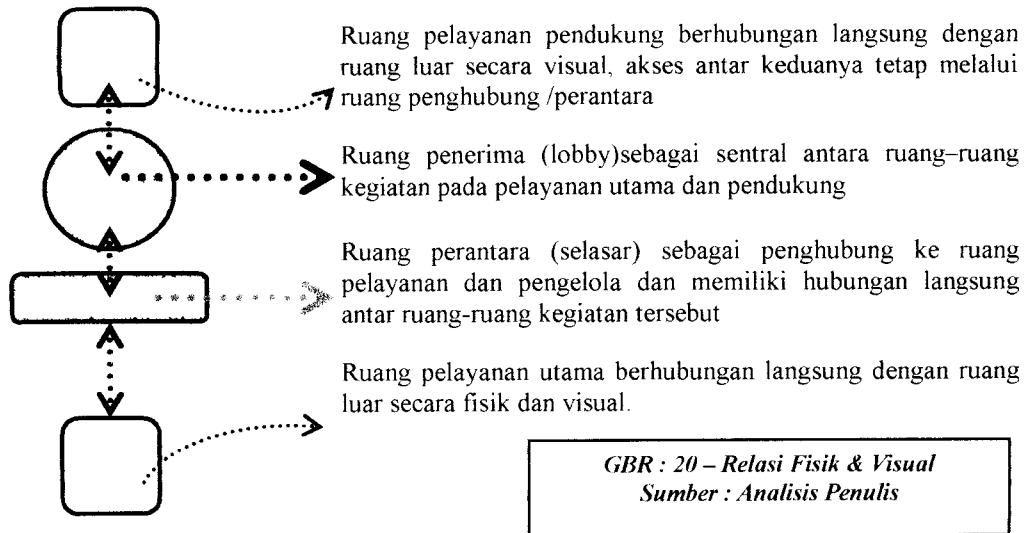 Ruang pelayanan pendukung berhubungan langsung dengan
ruang luar secara visual, akses antar keduanya tetap melalui
ruang penghubung /perantara
Ruang penerima (lobby)sebagai sentral antara ruang–ruang
kegiatan pada pelayanan utama dan pendukung
Ruang perantara (selasar) sebagai penghubung ke ruang
pelayanan dan pengelola dan memiliki hubungan langsung
antar ruang-ruang kegiatan tersebut
Ruang pelayanan utama berhubungan langsung dengan ruang
luar secara fisik dan visual.
GBR : 20 – Relasi Fisik & Visual
Sumber : Analisis Penulis